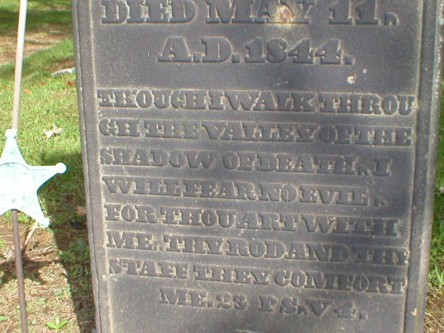 DIED MAY 11,
A.D. 1844.
THOUGH I WALK THROU
GH THE VALLEY OF THE
SHADOW OF DEATH, I
WILL FEAR NO EVIL,
FOR THOU ART WITH
ME, THY ROD AND THY
STAFF THEY COMFORT
ME. 23 PS. V 4.